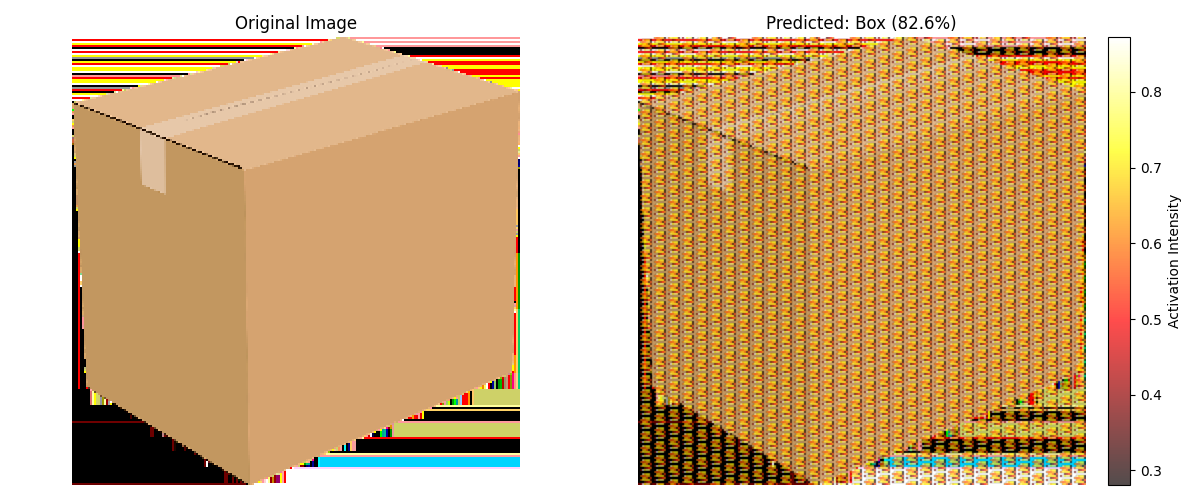 Original Image
Predicted: Box (82.6%)
0.8
0.7
0.6
0.5
0.4
0.3
Activation Intensity